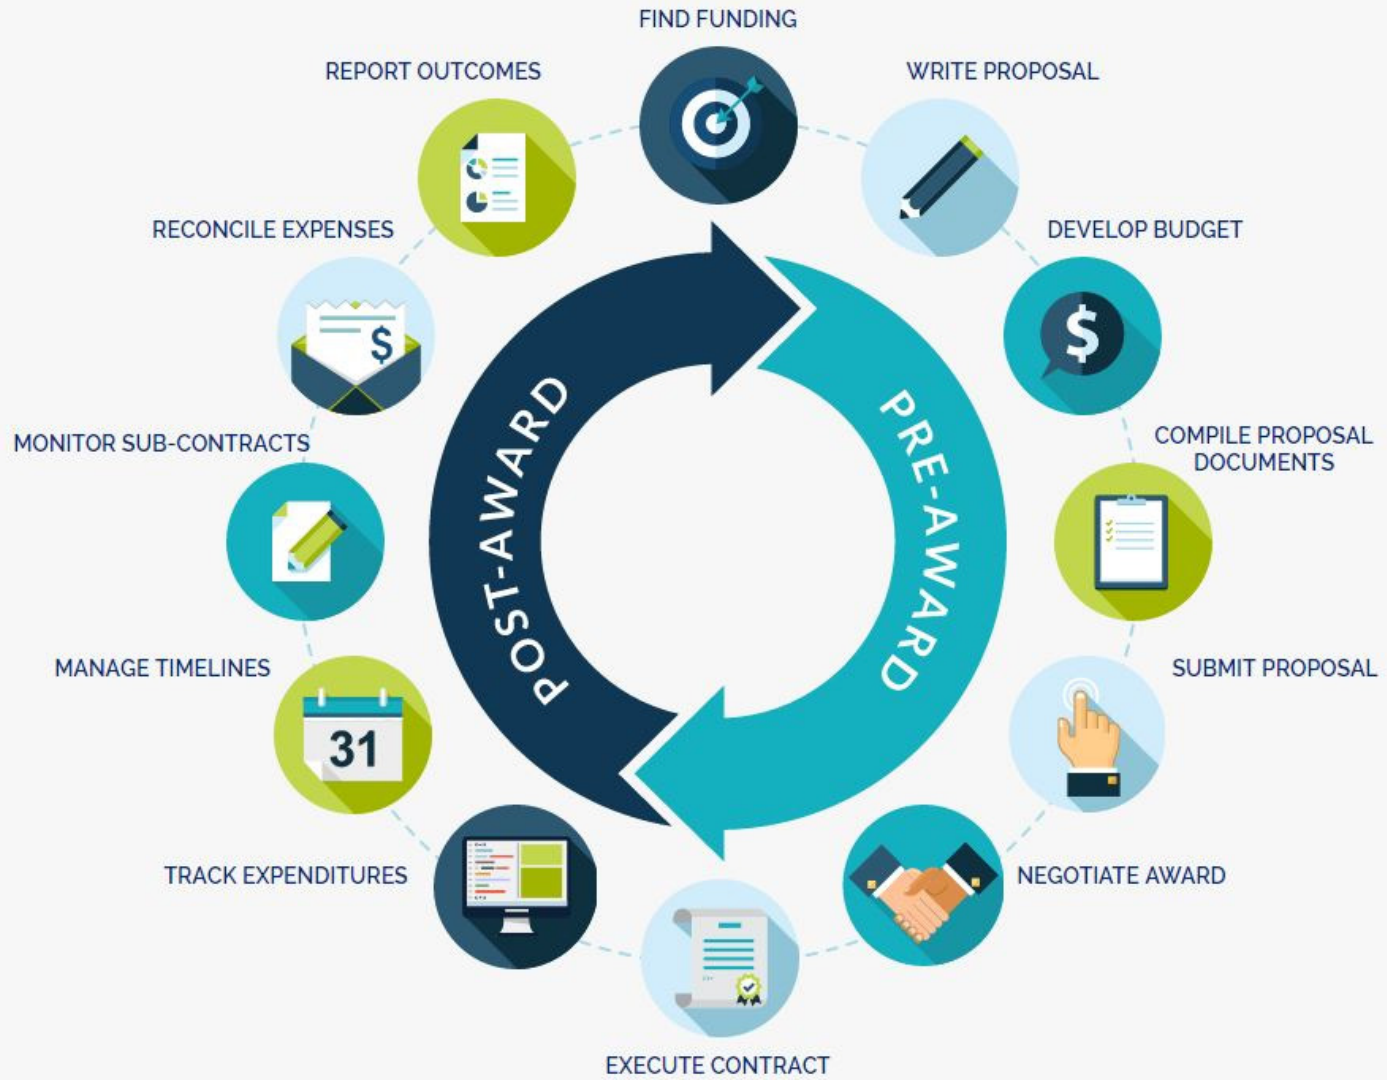 FIND FUNDING
WRITE PROPOSAL
DEVELOP BUDGET
$
COMPILE PROPOSAL
DOCUMENTS
SUBMIT PROPOSAL
NEGOTIATE AWARD
EXECUTE CONTRACT
TRACK EXPENDITURES
MANAGE TIMELINES
31
MONITOR SUB-CONTRACTS
RECONCILE EXPENSES
$
REPORT OUTCOMES
PRE-AWARD
POST-AWARD